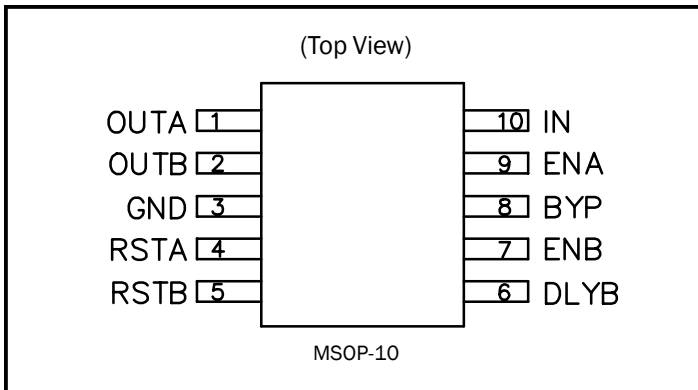 (Top View)
OUTA 1 10 IN
OUTB 2 9 ENA
GND 3 8 BYP
RSTA 4 7 ENB
RSTB 5 6 DLYB
MSOP-10